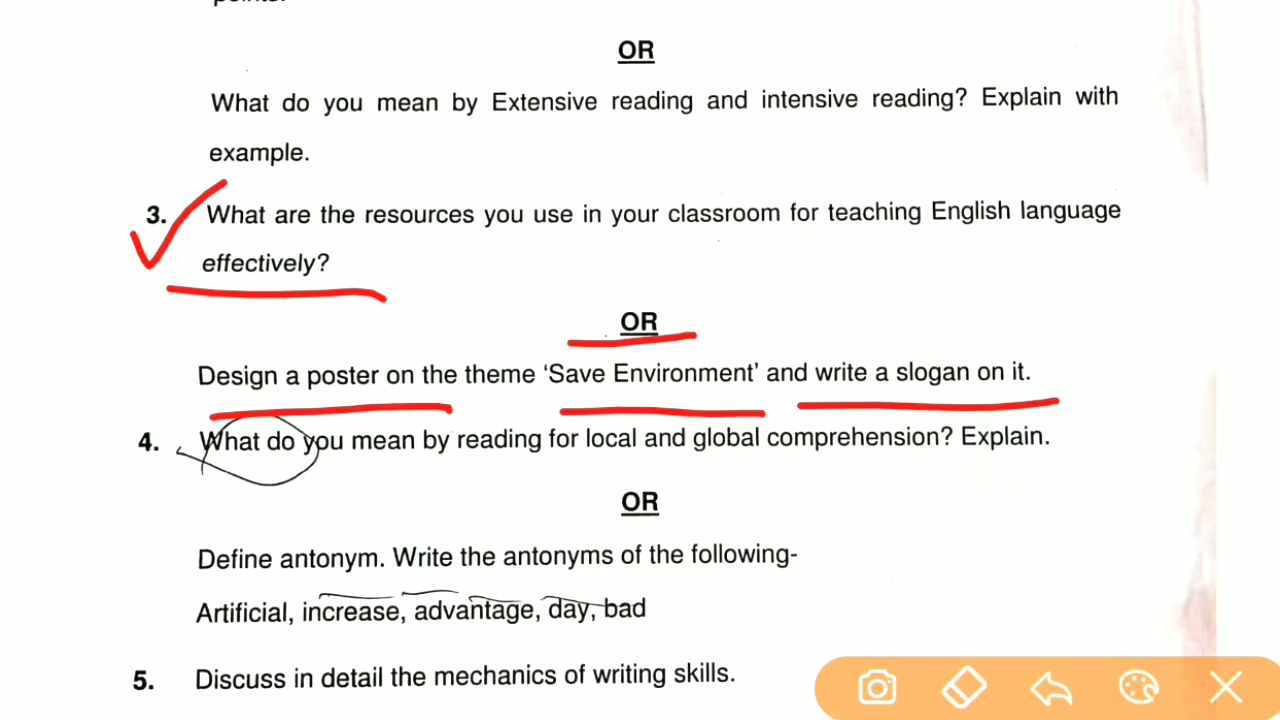 points.
OR
What do you mean by Extensive reading and intensive reading? Explain with
example.
3. What are the resources you use in your classroom for teaching English language
effectively?
OR
Design a poster on the theme ‘Save Environment’ and write a slogan on it.
4. What do you mean by reading for local and global comprehension? Explain.
OR
Define antonym. Write the antonyms of the following-
Artificial, increase, advantage, day, bad
5. Discuss in detail the mechanics of writing skills.